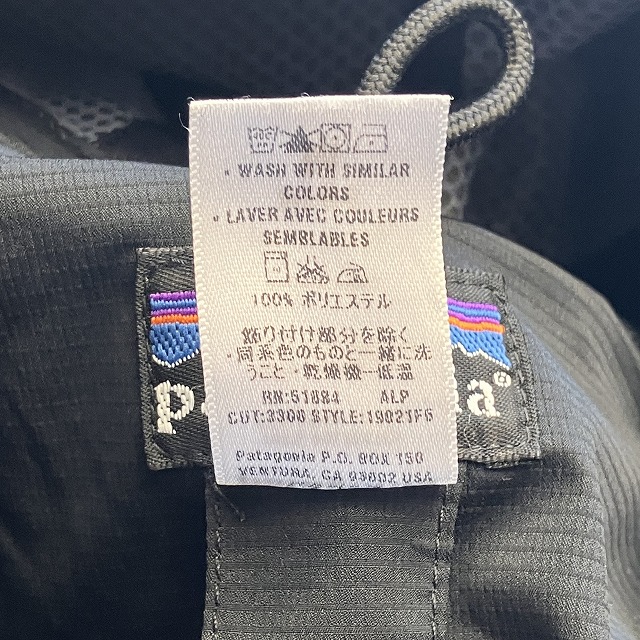 • WASH WITH SIMILAR
COLORS
• LAVER AVEC COULEURS
SEMBLABLES
100% ポリエステル
飾り付け部分を除く
・同系色のものと一緒に洗
うこと・乾燥機一低温
RN:51884 ALP
CUT:3300 STYLE:19021F6
Patagonia P.O. BOX 150
VENTURA, CA 93002 USA